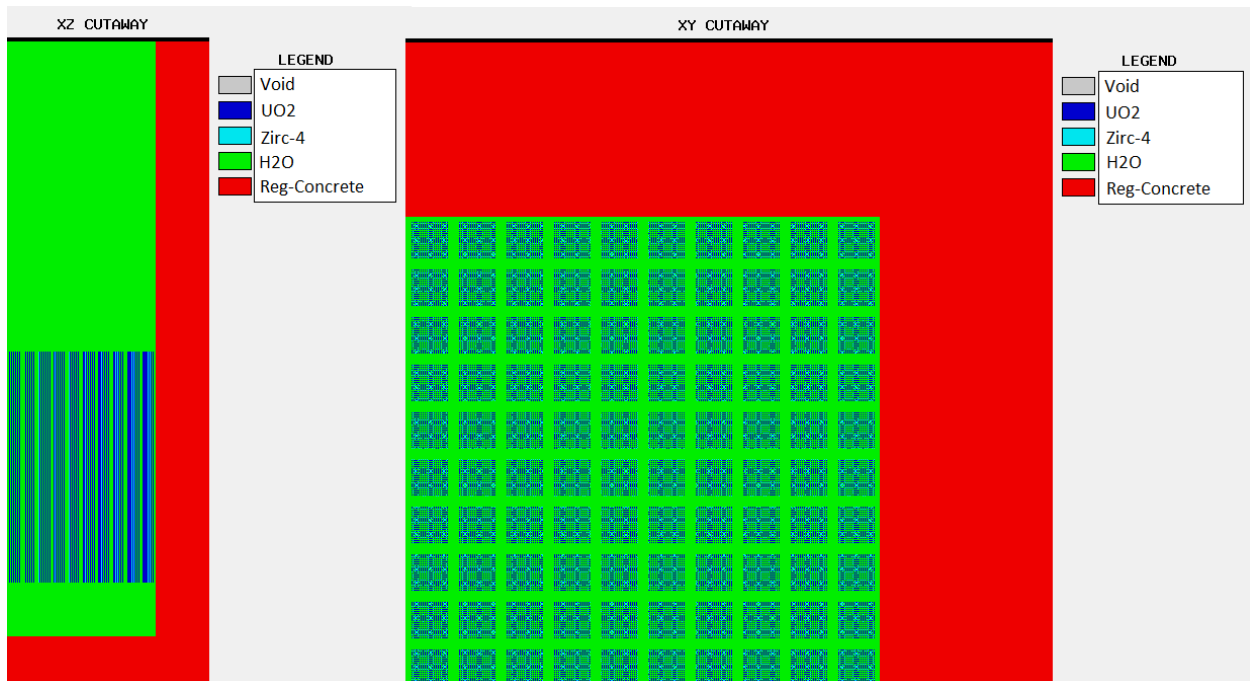 XZ CUTAWAY
LEGEND
Void
UO2
Zirc-4
H2O
Reg-Concrete
XY CUTAWAY
LEGEND
Void
UO2
Zirc-4
H2O
Reg-Concrete